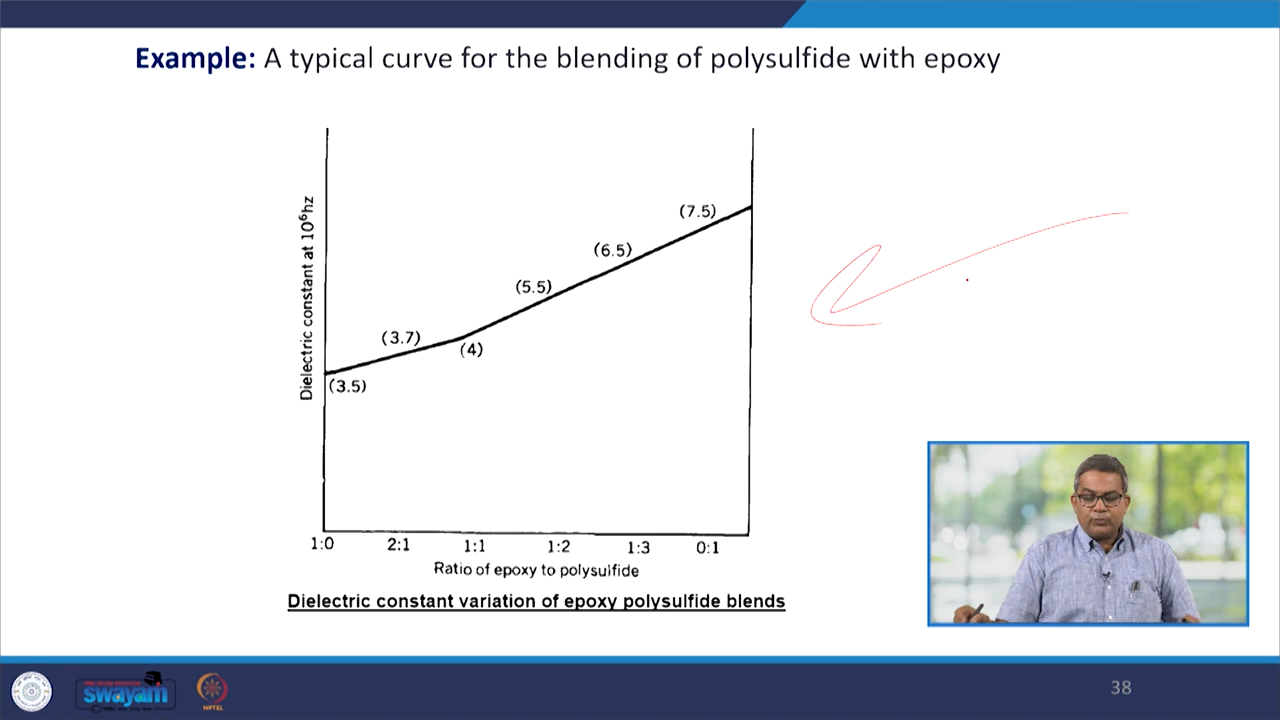 Example: A typical curve for the blending of polysulfide with epoxy
Dielectric constant at 10⁶hz
(7.5)
(6.5)
(5.5)
(3.7)
(4)
(3.5)
1:0 2:1 1:1 1:2 1:3 0:1
Ratio of epoxy to polysulfide
Dielectric constant variation of epoxy polysulfide blends
swayam
NPTEL
38